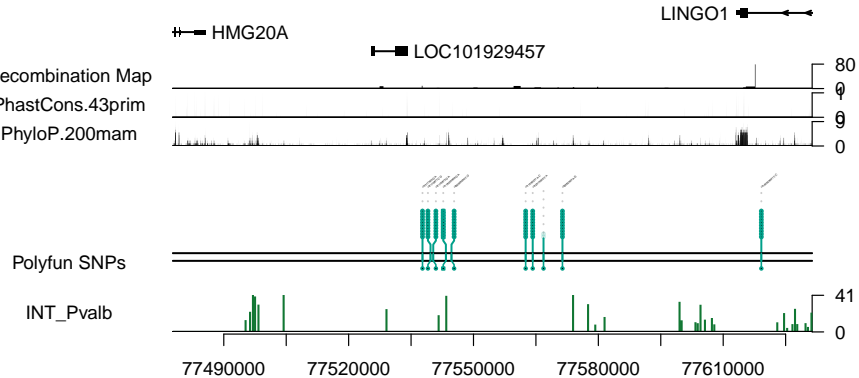 LINGO1
HMG20A
LOC101929457
ecombination Map
80
0
PhastCons.43prim
1
0
PhyloP.200mam
9
0
Polyfun SNPs
INT_Pvalb
41
0
77490000 77520000 77550000 77580000 77610000